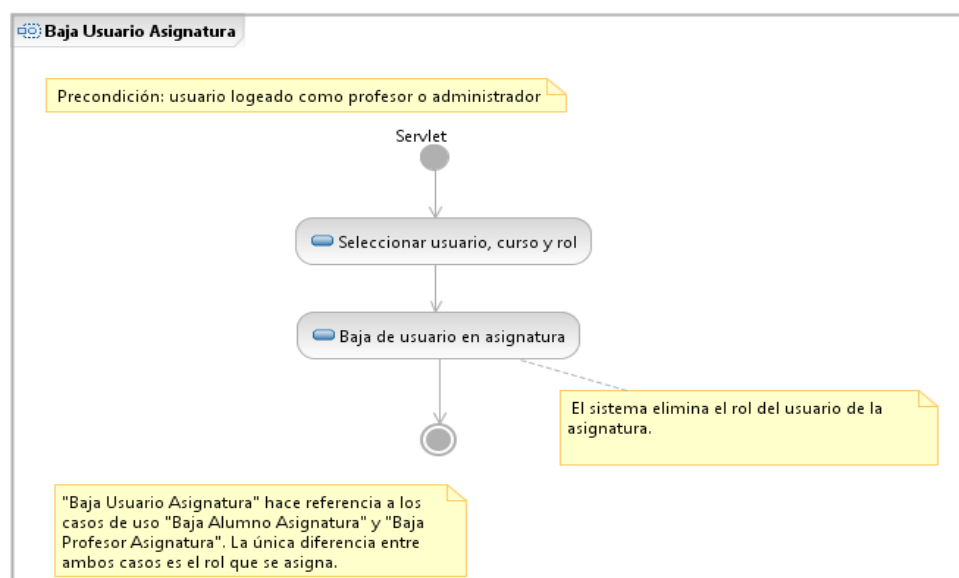 Baja Usuario Asignatura
Precondición: usuario logeado como profesor o administrador
Servlet
Seleccionar usuario, curso y rol
Baja de usuario en asignatura
El sistema elimina el rol del usuario de la
asignatura.
"Baja Usuario Asignatura" hace referencia a los
casos de uso "Baja Alumno Asignatura" y "Baja
Profesor Asignatura". La única diferencia entre
ambos casos es el rol que se asigna.